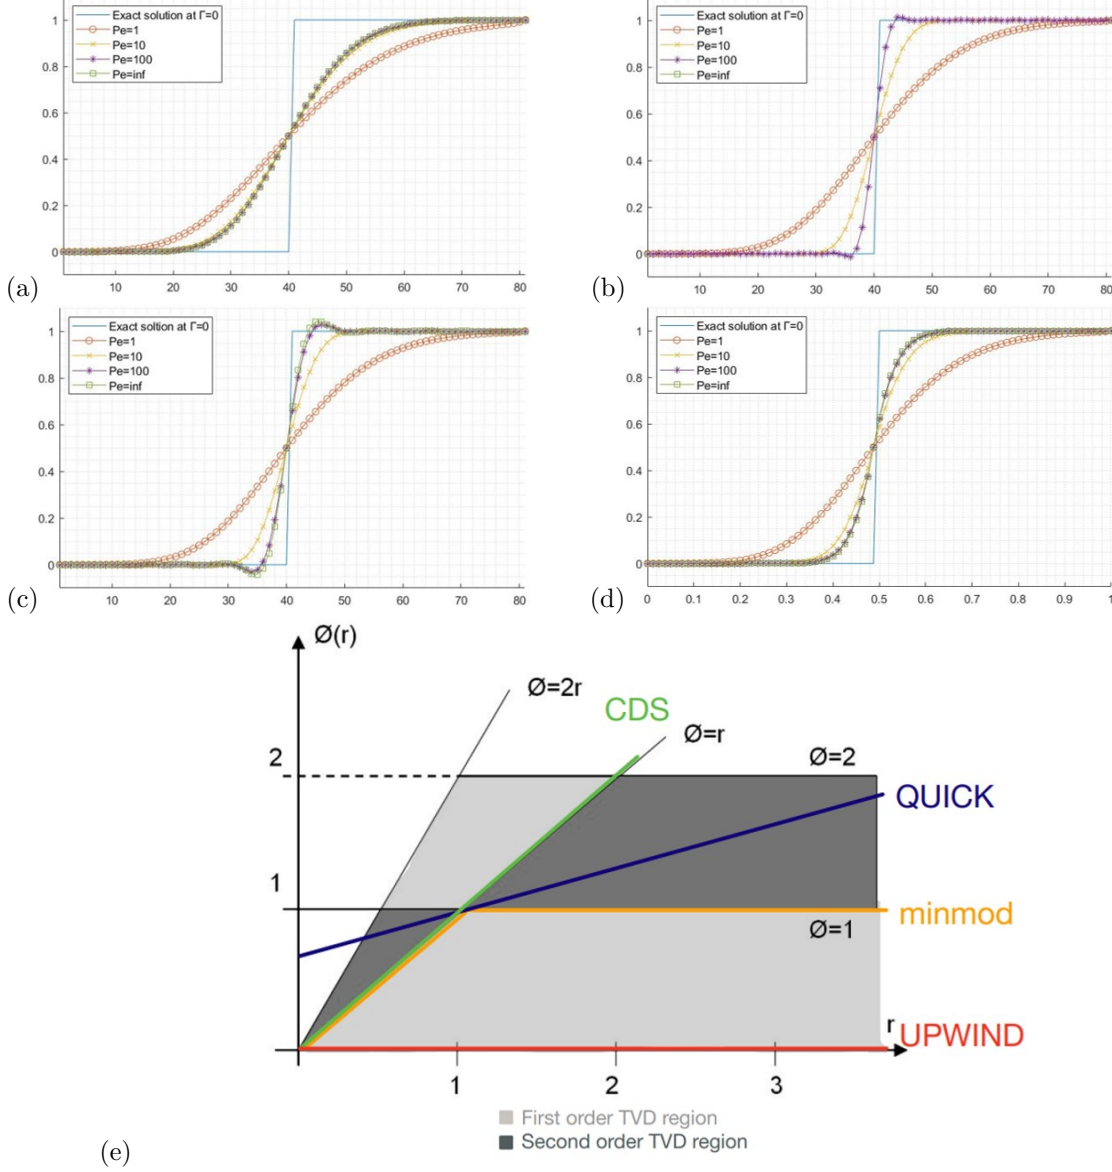 Exact solution at Γ=0
Pe=1
Pe=10
Pe=100
Pe=inf
1
0.8
0.6
0.4
0.2
0
10 20 30 40 50 60 70 80
(a)
Exact solution at Γ=0
Pe=1
Pe=10
Pe=100
Pe=inf
1
0.8
0.6
0.4
0.2
0
10 20 30 40 50 60 70 80
(b)
Exact soltion at Γ=0
Pe=1
Pe=10
Pe=100
Pe=inf
1
0.8
0.6
0.4
0.2
0
10 20 30 40 50 60 70 80
(c)
Exact solution at Γ=0
Pe=1
Pe=10
Pe=100
Pe=inf
1
0.8
0.6
0.4
0.2
0
0 0.1 0.2 0.3 0.4 0.5 0.6 0.7 0.8 0.9 1
(d)
Ø(r)
Ø=2r
CDS
Ø=r
2
Ø=2
QUICK
1
minmod
Ø=1
r
UPWIND
1 2 3
First order TVD region
Second order TVD region
(e)